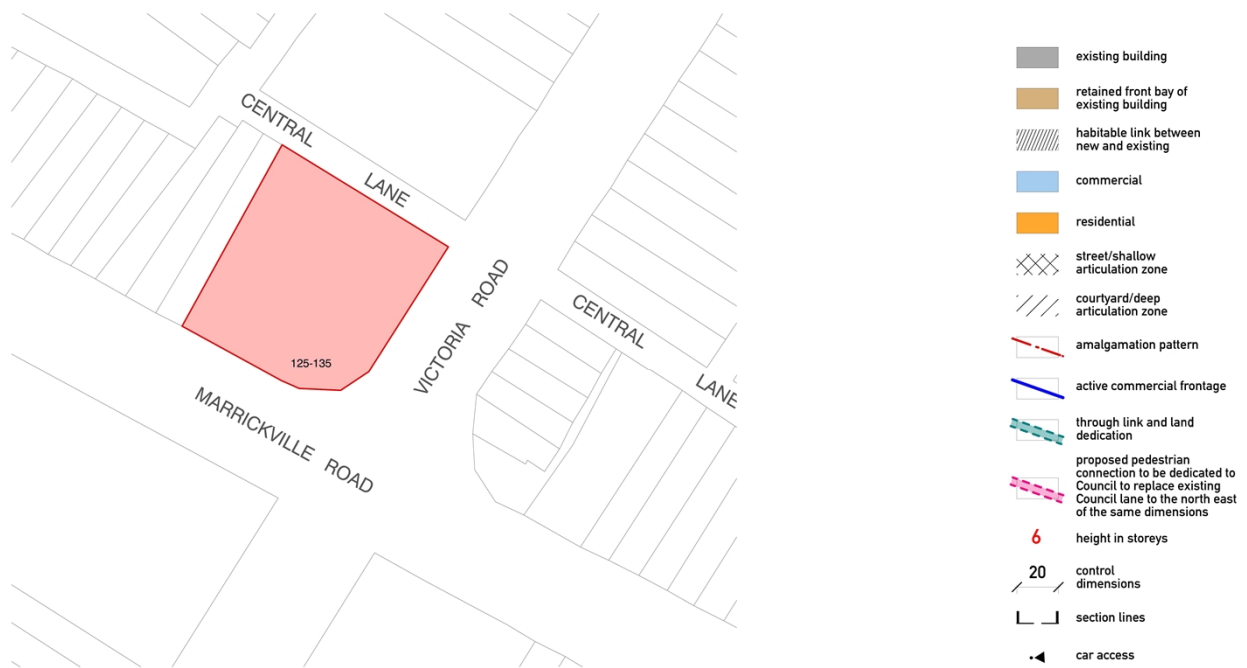 CENTRAL
LANE
VICTORIA ROAD
CENTRAL
LANE
125-135
MARRICKVILLE ROAD
existing building
retained front bay of
existing building
habitable link between
new and existing
commercial
residential
street/shallow
articulation zone
courtyard/deep
articulation zone
amalgamation pattern
active commercial frontage
through link and land
dedication
proposed pedestrian
connection to be dedicated to
Council to replace existing
Council lane to the north east
of the same dimensions
6 height in storeys
20 control
dimensions
section lines
car access